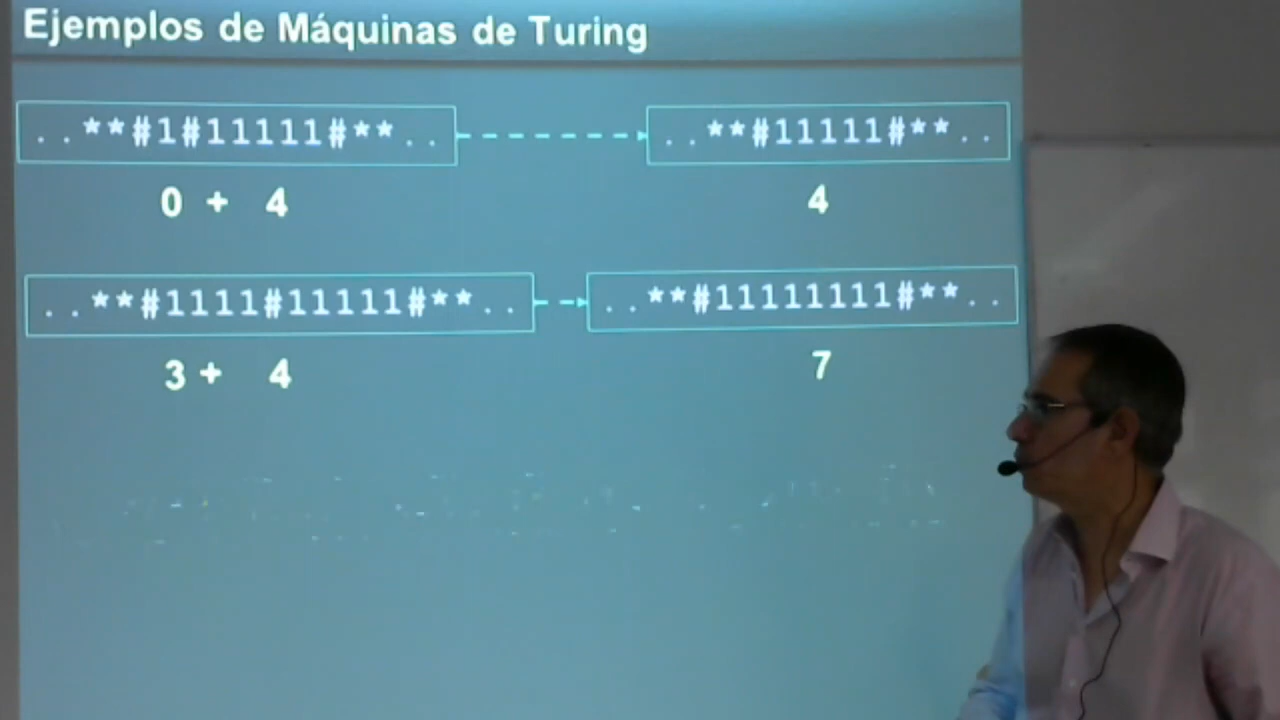 Ejemplos de Máquinas de Turing
..**#1#11111#**.. ..**#11111#**..
0 + 4 4
..**#1111#11111#**.. ..**#11111111#**..
3 + 4 7